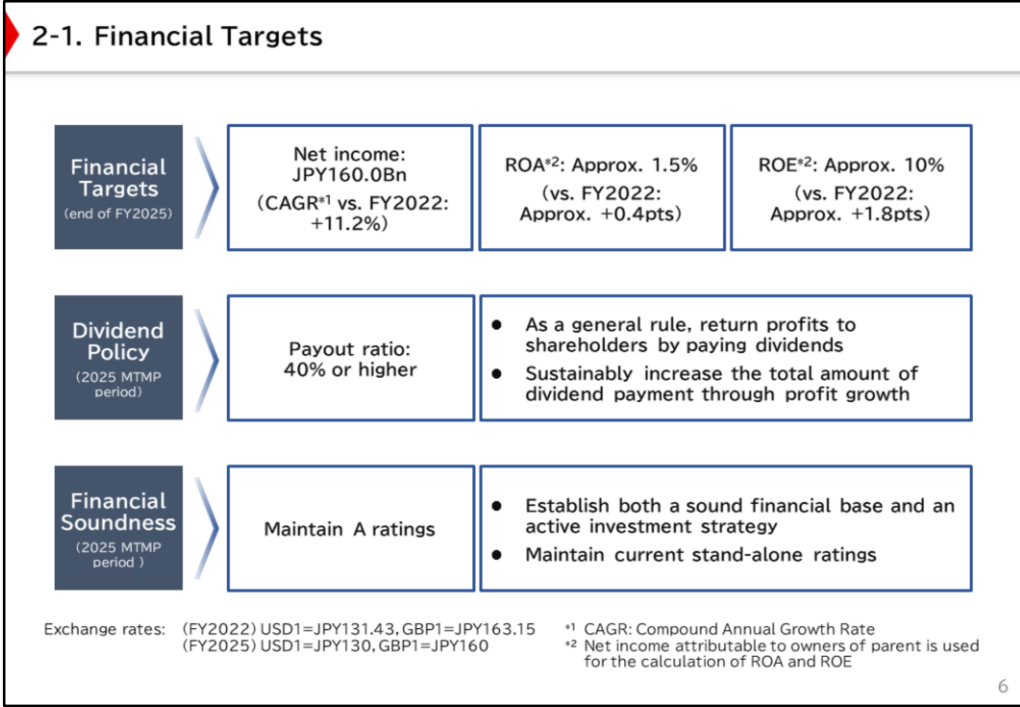 2-1. Financial Targets
Financial
Targets
(end of FY2025)
Net income:
JPY160.0Bn
(CAGR*1 vs. FY2022:
+11.2%)
ROA*2: Approx. 1.5%
(vs. FY2022:
Approx. +0.4pts)
ROE*2: Approx. 10%
(vs. FY2022:
Approx. +1.8pts)
Dividend
Policy
(2025 MTMP
period)
Payout ratio:
40% or higher
● As a general rule, return profits to
shareholders by paying dividends
● Sustainably increase the total amount of
dividend payment through profit growth
Financial
Soundness
(2025 MTMP
period )
Maintain A ratings
● Establish both a sound financial base and an
active investment strategy
● Maintain current stand-alone ratings
Exchange rates: (FY2022) USD1=JPY131.43, GBP1=JPY163.15
(FY2025) USD1=JPY130, GBP1=JPY160
*1 CAGR: Compound Annual Growth Rate
*2 Net income attributable to owners of parent is used
for the calculation of ROA and ROE
6